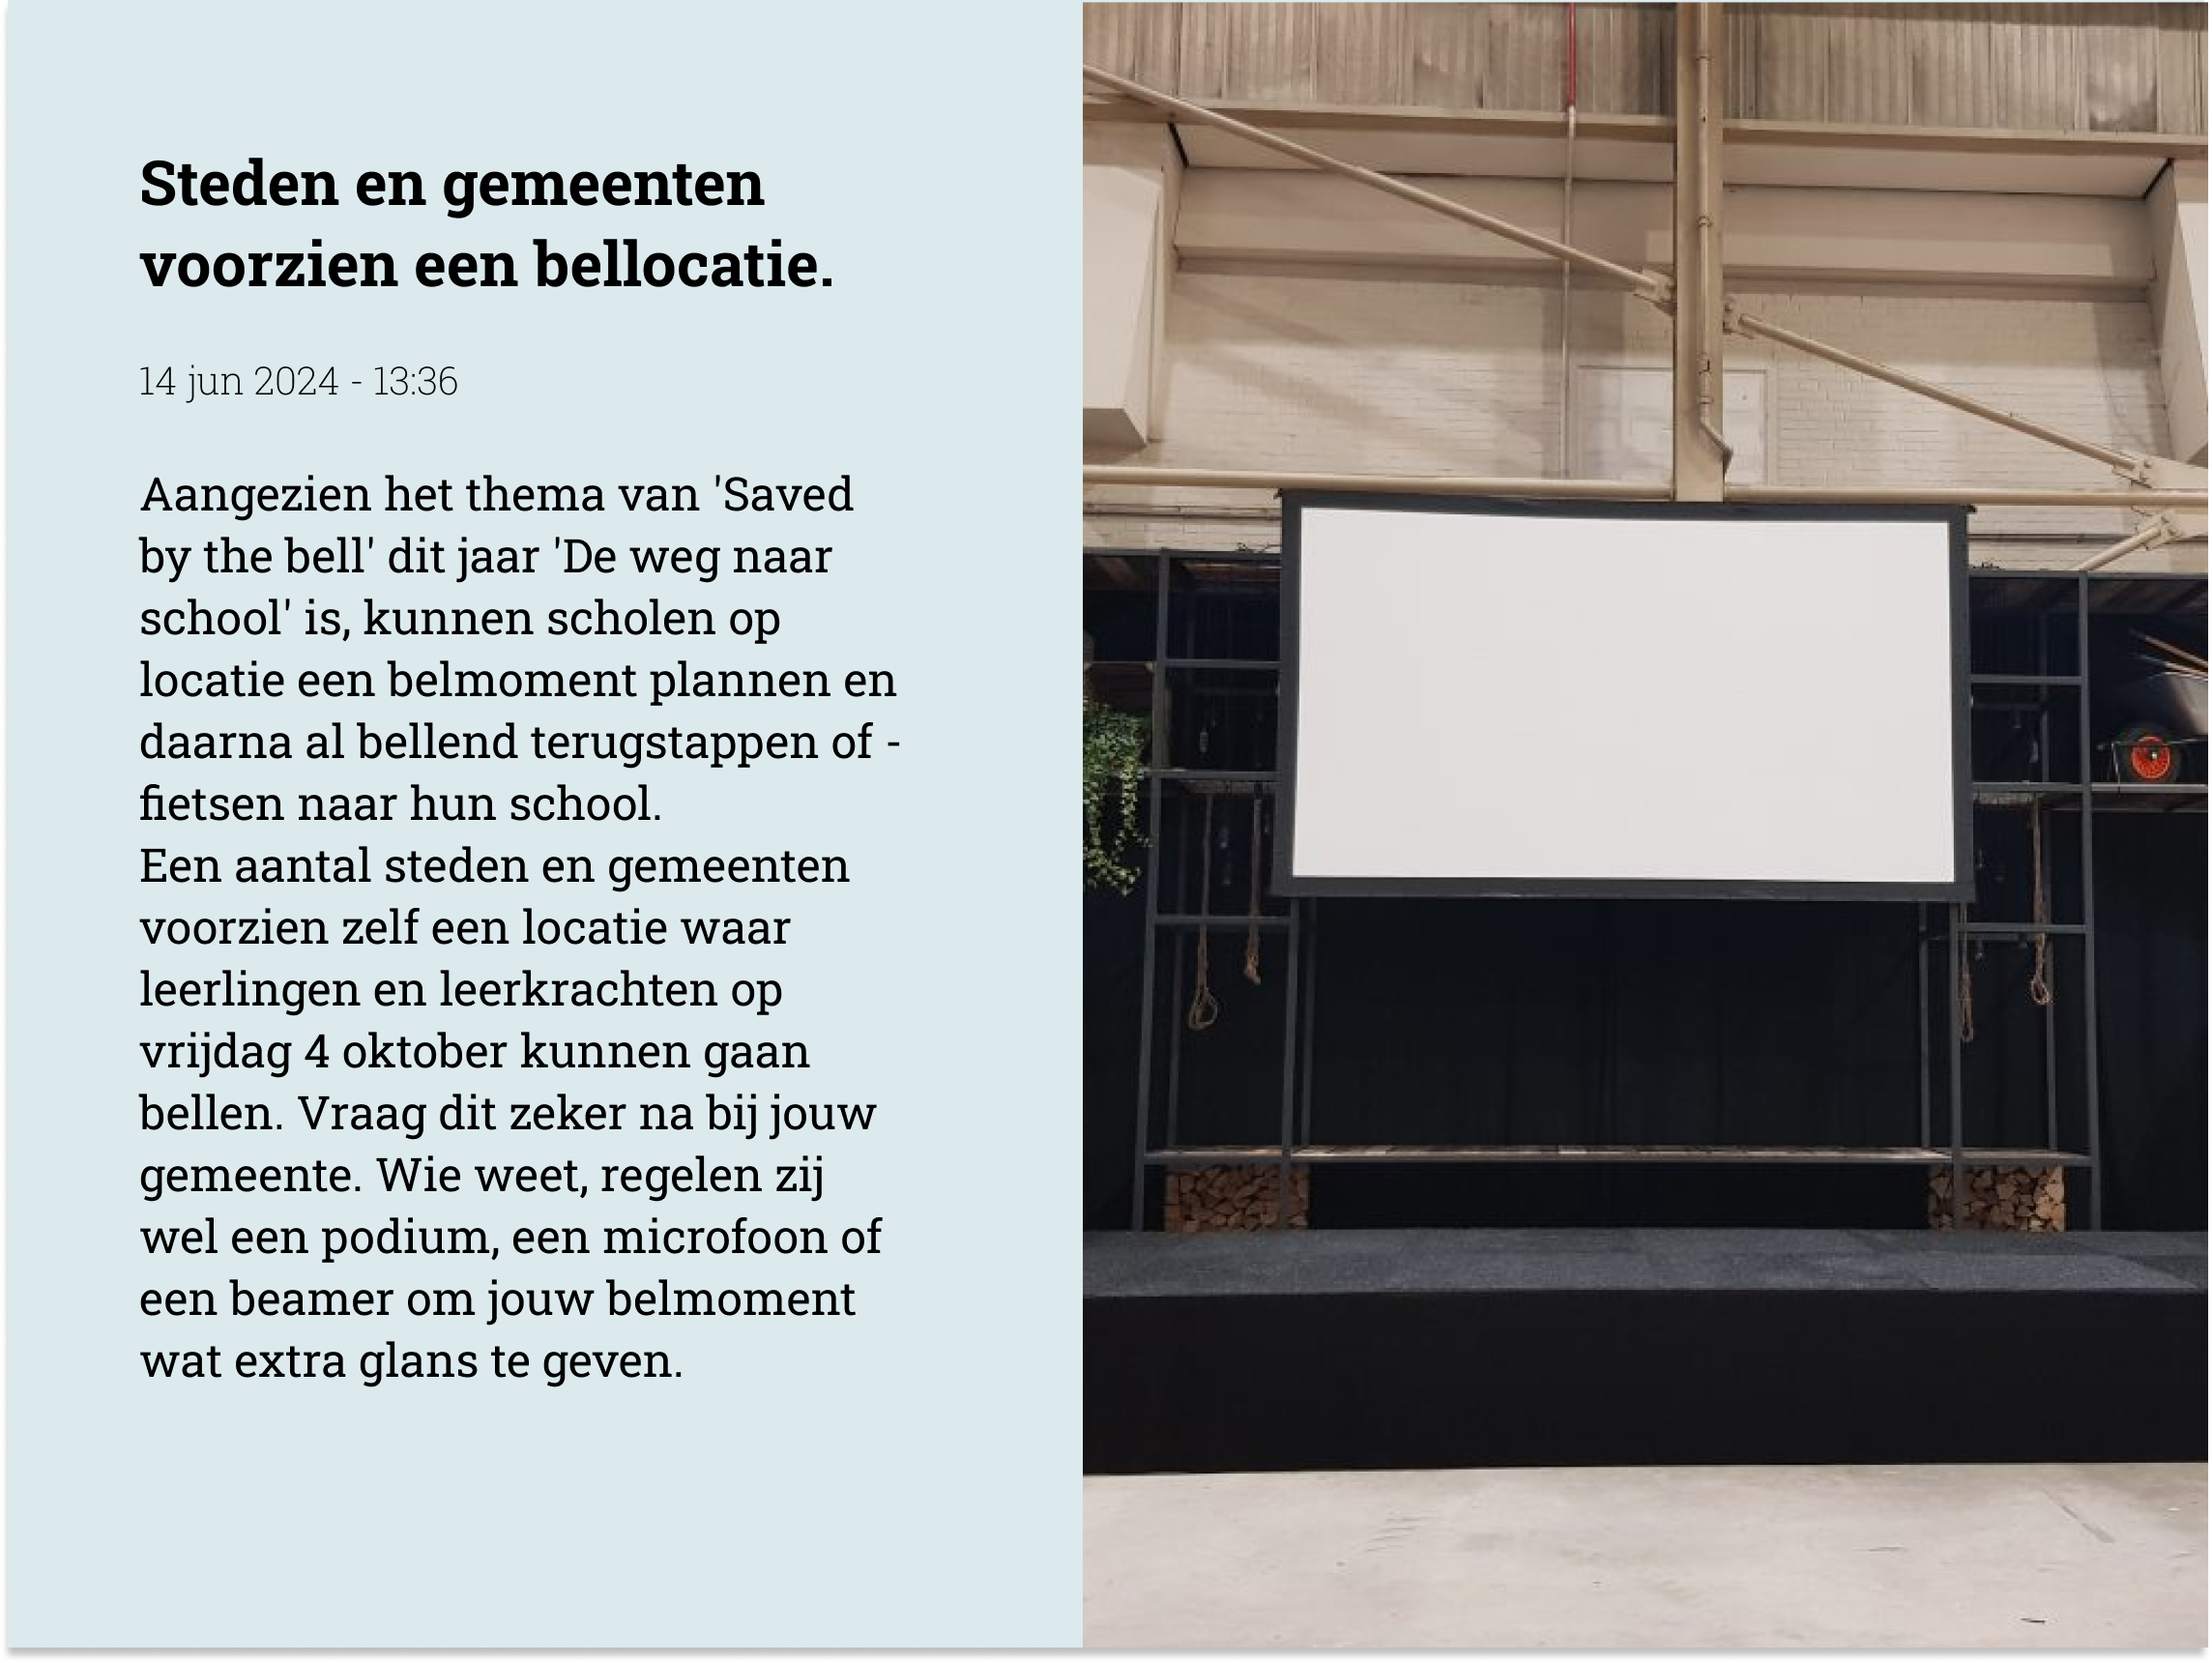 Steden en gemeenten
voorzien een bellocatie.
14 jun 2024 - 13:36
Aangezien het thema van 'Saved
by the bell' dit jaar 'De weg naar
school' is, kunnen scholen op
locatie een belmoment plannen en
daarna al bellend terugstappen of -
fietsen naar hun school.
Een aantal steden en gemeenten
voorzien zelf een locatie waar
leerlingen en leerkrachten op
vrijdag 4 oktober kunnen gaan
bellen. Vraag dit zeker na bij jouw
gemeente. Wie weet, regelen zij
wel een podium, een microfoon of
een beamer om jouw belmoment
wat extra glans te geven.